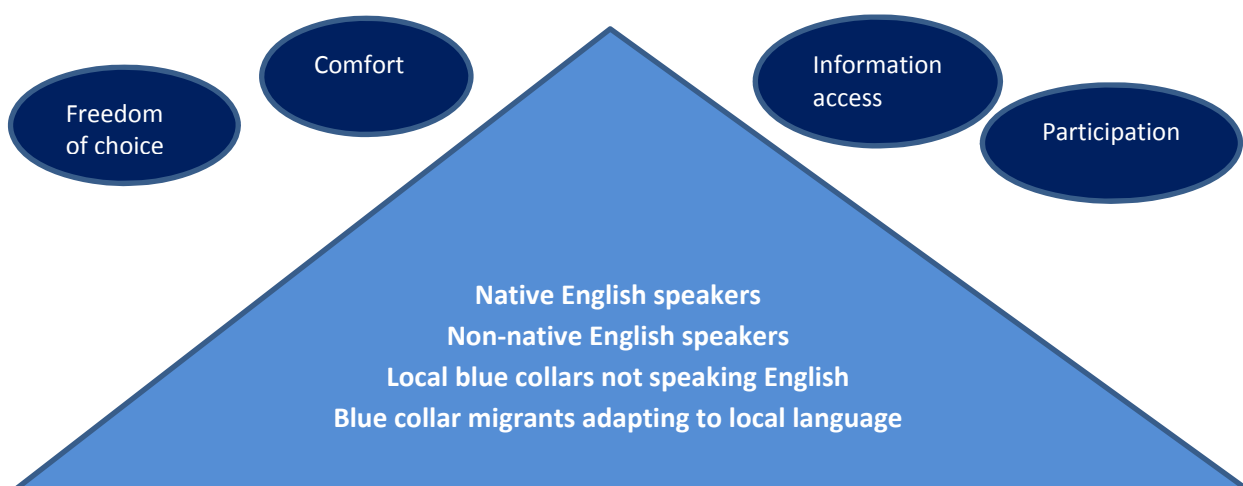 Comfort
Freedom
of choice
Information
access
Participation
Native English speakers
Non-native English speakers
Local blue collars not speaking English
Blue collar migrants adapting to local language